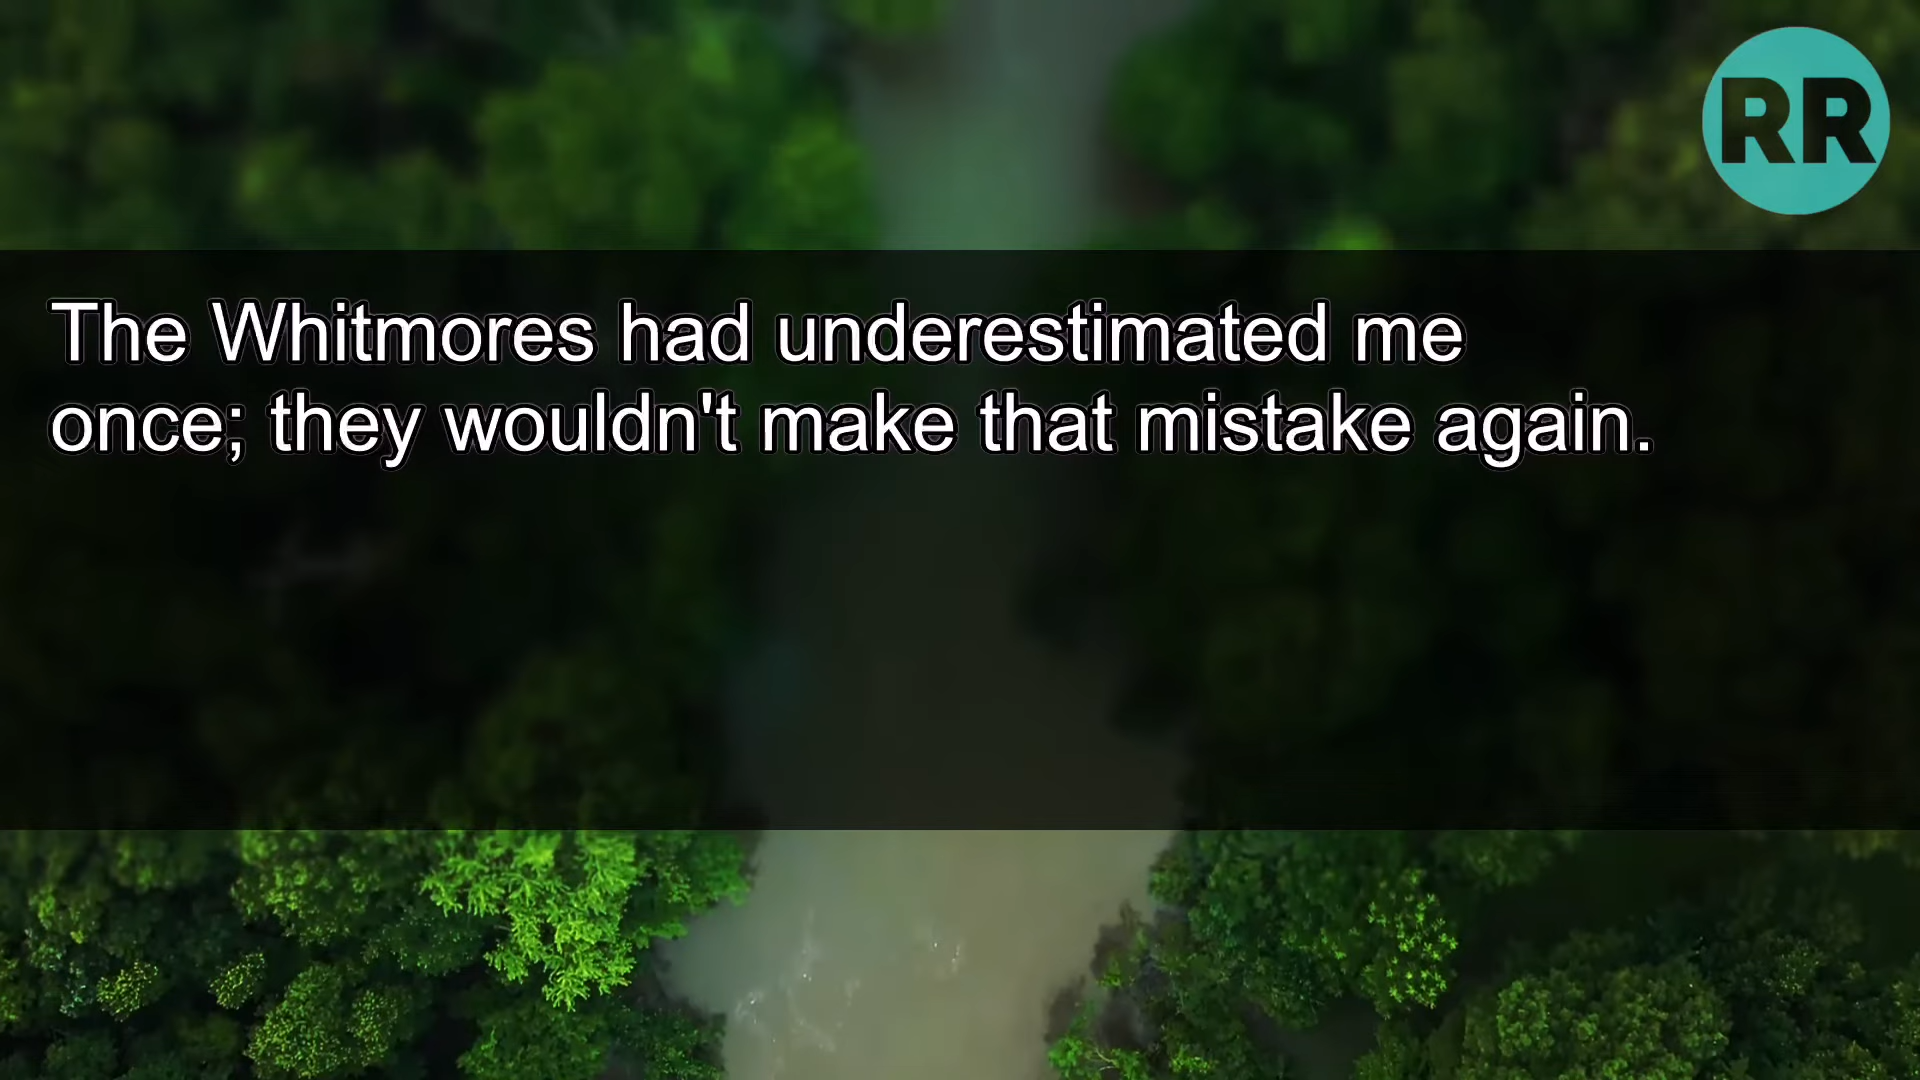 RR
The Whitmores had underestimated me
once; they wouldn't make that mistake again.